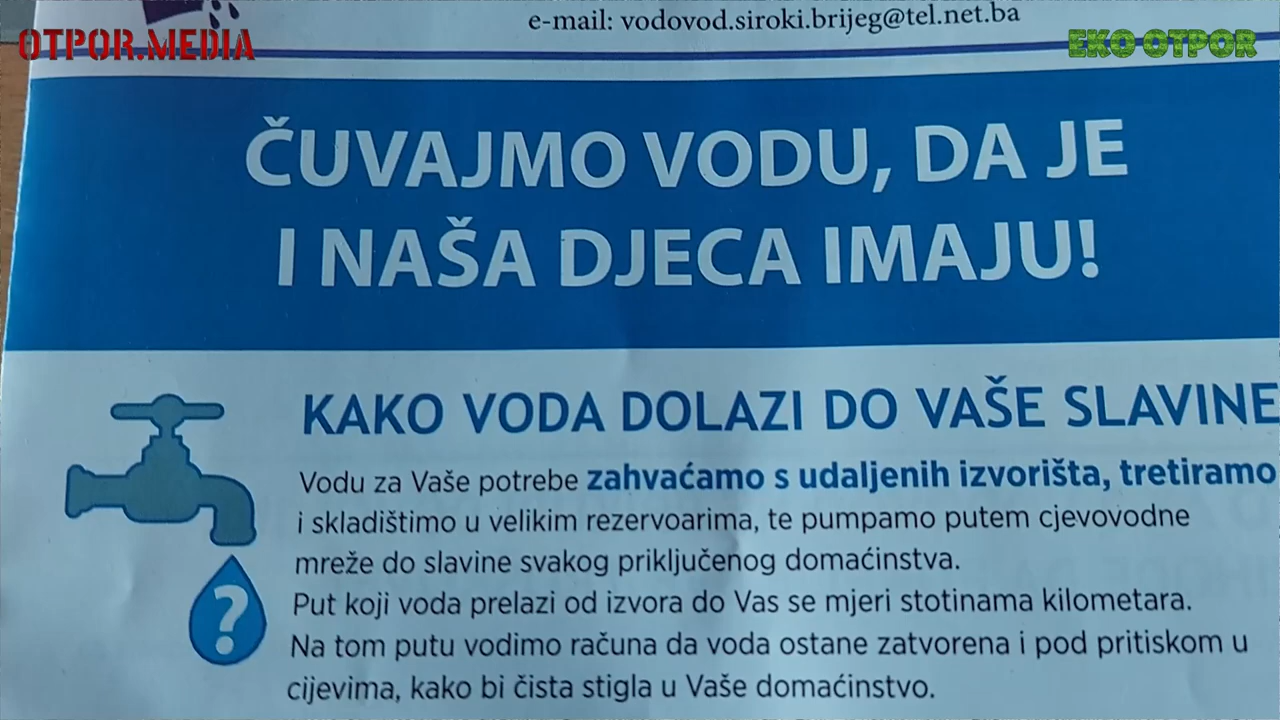 e-mail: vodovod.siroki.brijeg@tel.net.ba
OTPOR.MEDIA
EKO OTPOR
ČUVAJMO VODU, DA JE
I NAŠA DJECA IMAJU!
KAKO VODA DOLAZI DO VAŠE SLAVINE
Vodu za Vaše potrebe zahvaćamo s udaljenih izvorišta, tretiramo
i skladištimo u velikim rezervoarima, te pumpamo putem cjevovodne
mreže do slavine svakog priključenog domaćinstva.
?
Put koji voda prelazi od izvora do Vas se mjeri stotinama kilometara.
Na tom putu vodimo računa da voda ostane zatvorena i pod pritiskom u
cijevima, kako bi čista stigla u Vaše domaćinstvo.